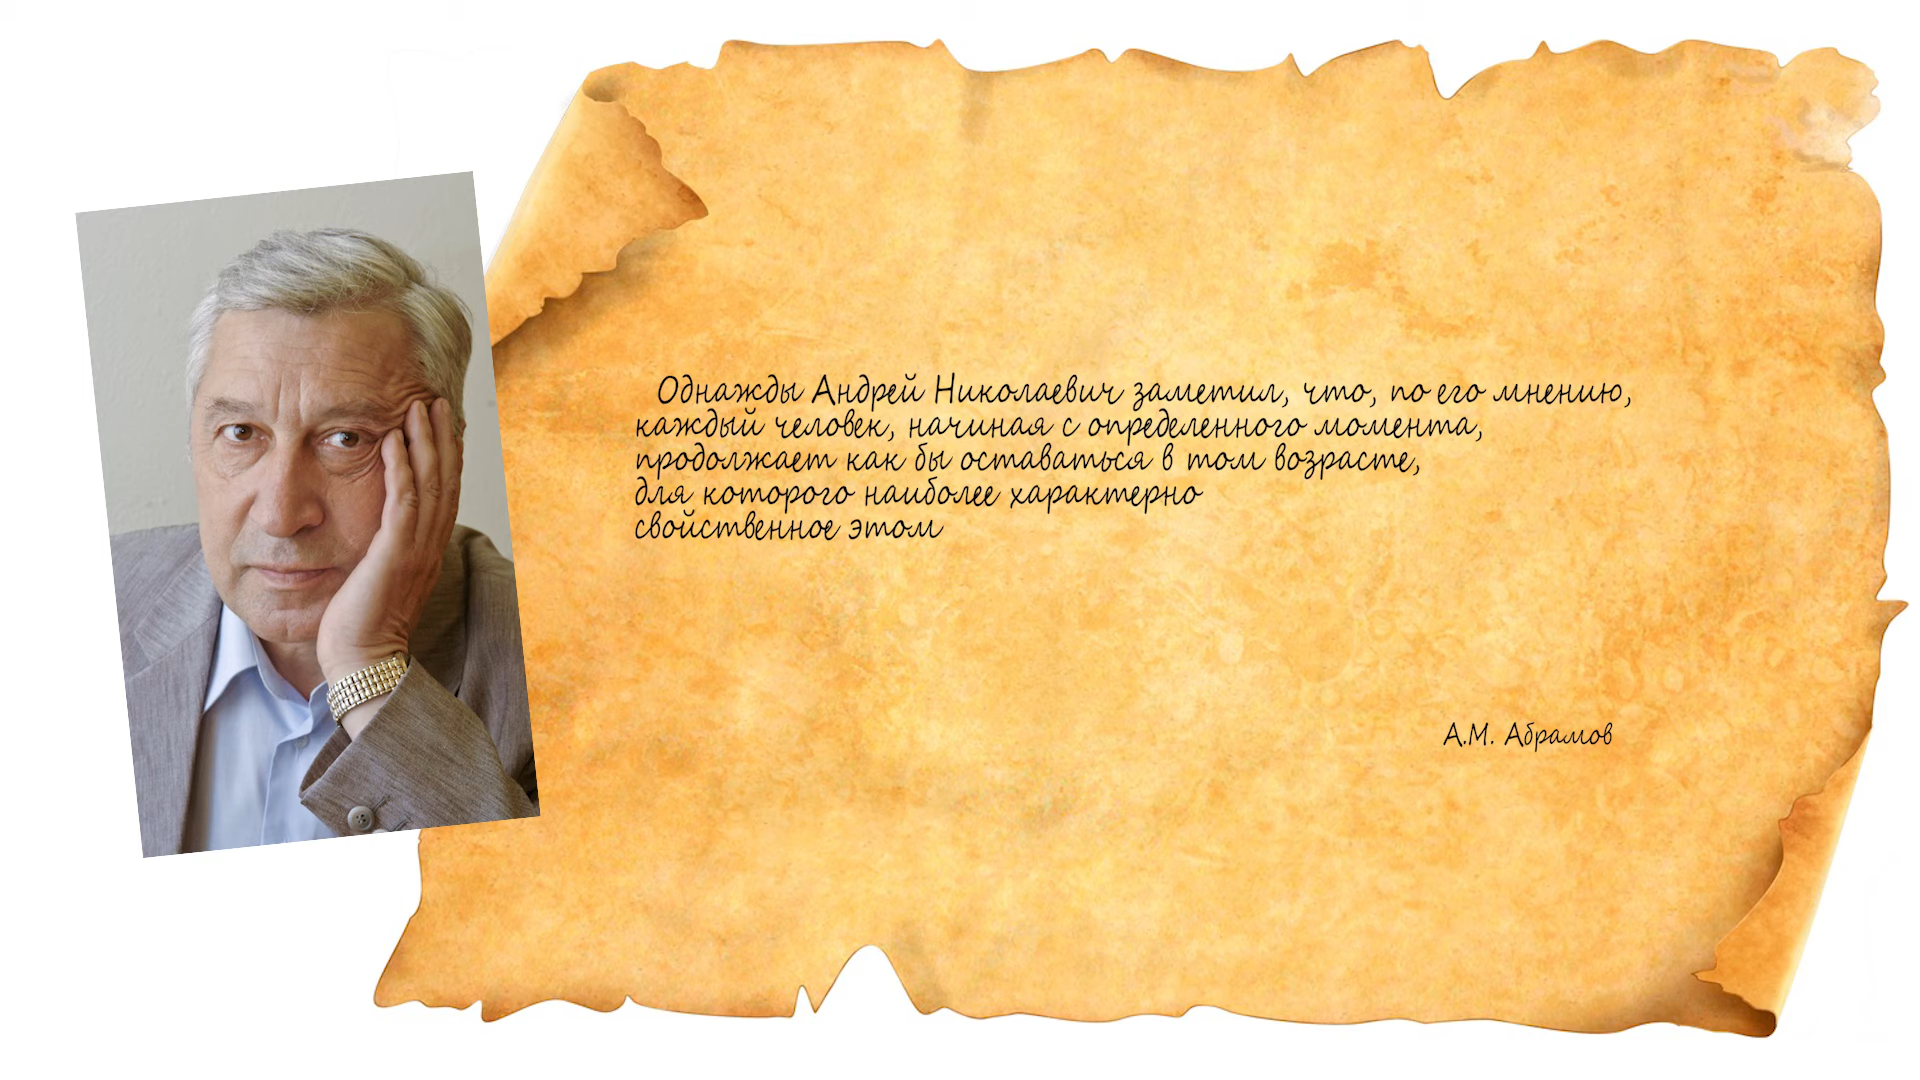 Однажды Андрей Николаевич заметил, что, по его мнению,
каждый человек, начиная с определенного момента,
продолжает как бы оставаться в том возрасте,
для которого наиболее характерно
свойственное этом
А.М. Абрамов